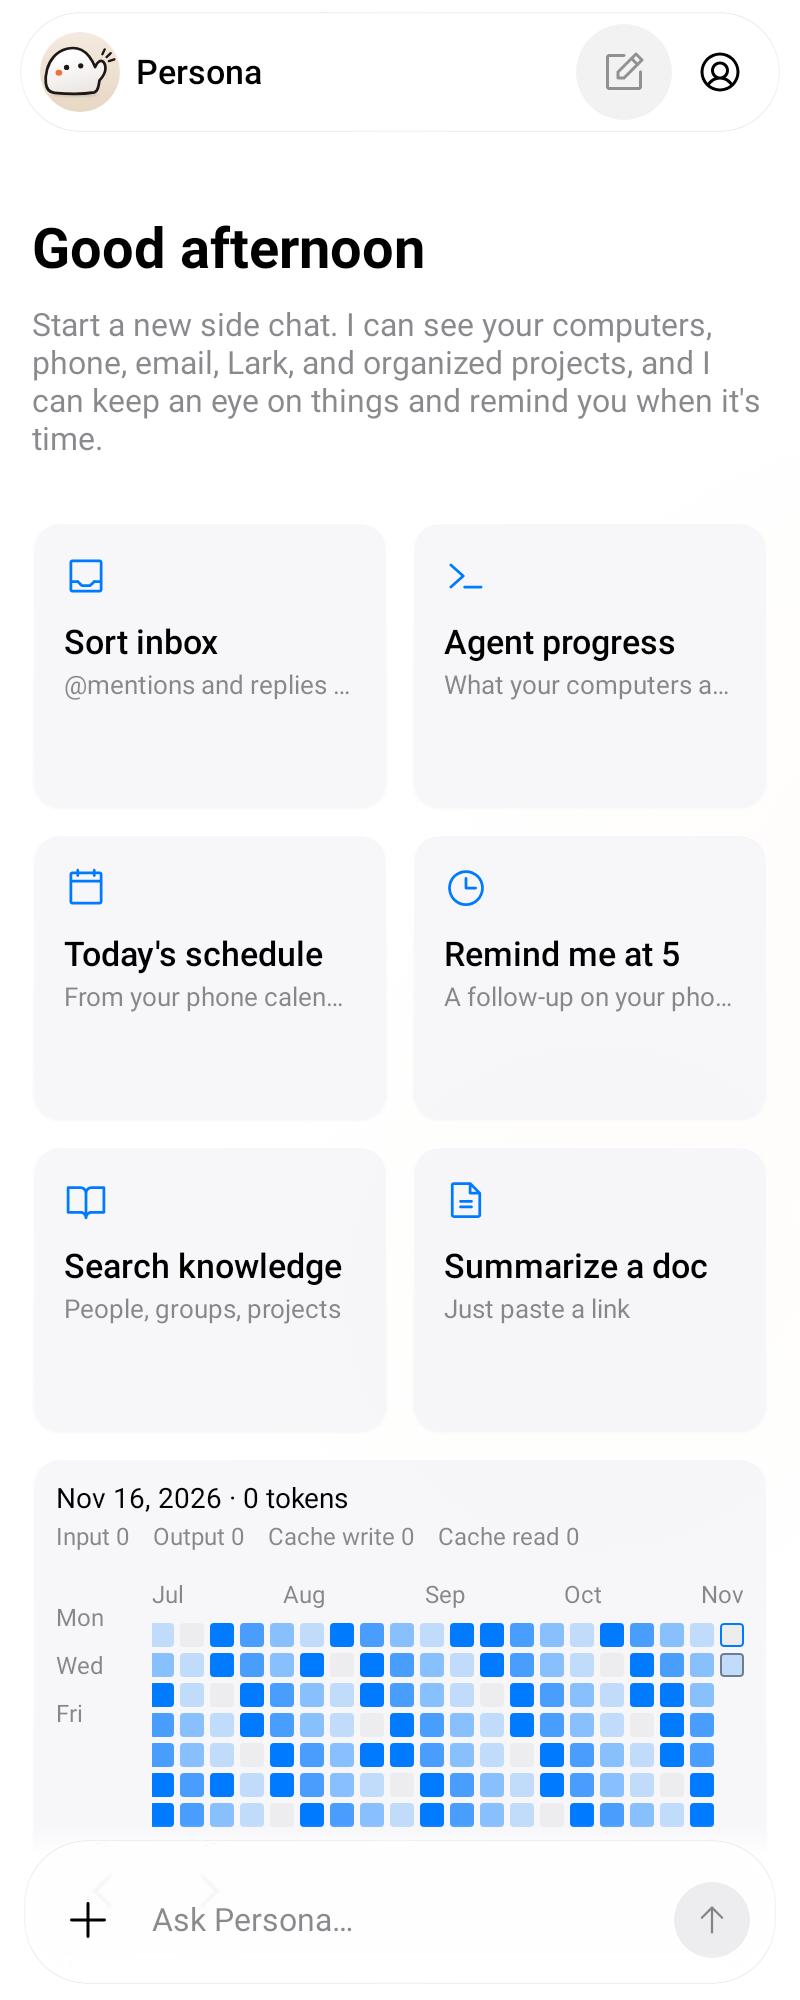 Persona
Good afternoon
Start a new side chat. I can see your computers,
phone, email, Lark, and organized projects, and I
can keep an eye on things and remind you when it's
time.
Sort inbox
@mentions and replies ...
Agent progress
What your computers a...
Today's schedule
From your phone calen...
Remind me at 5
A follow-up on your pho...
Search knowledge
People, groups, projects
Summarize a doc
Just paste a link
Nov 16, 2026 · 0 tokens
Input 0 Output 0 Cache write 0 Cache read 0
Jul Aug Sep Oct Nov
Mon
Wed
Fri
Ask Persona...